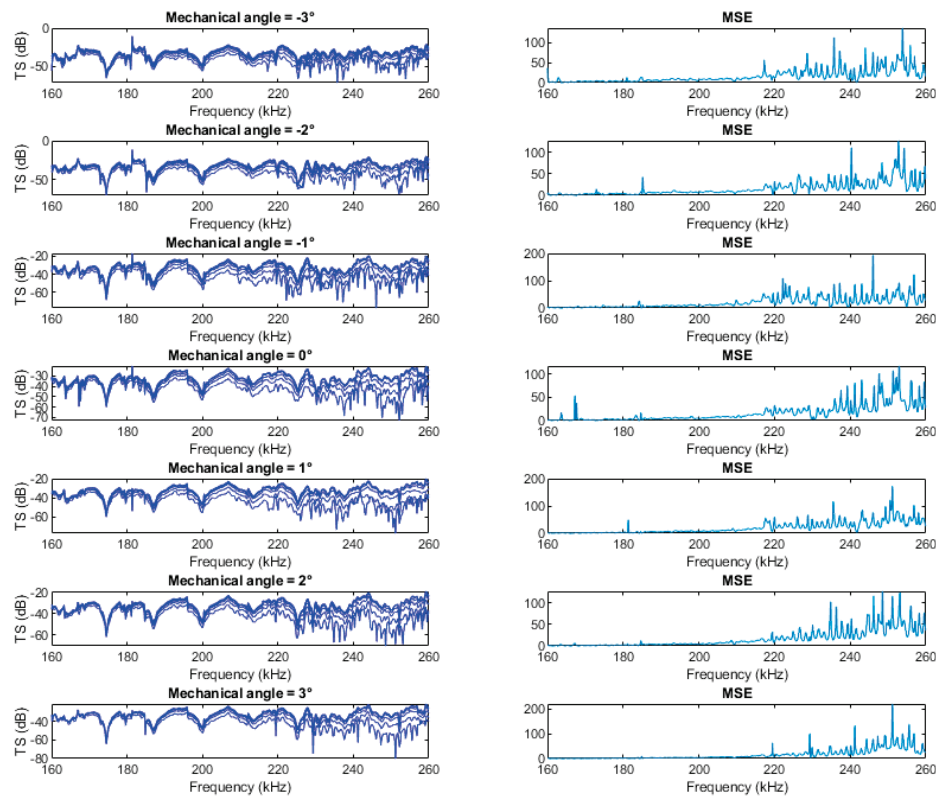 Mechanical angle = -3°
MSE
0
-50
TS (dB)
160 180 200 220 240 260
Frequency (kHz)
100
50
0
160 180 200 220 240 260
Frequency (kHz)
Mechanical angle = -2°
MSE
0
-50
TS (dB)
160 180 200 220 240 260
Frequency (kHz)
100
50
0
160 180 200 220 240 260
Frequency (kHz)
Mechanical angle = -1°
MSE
-20
-40
-60
TS (dB)
160 180 200 220 240 260
Frequency (kHz)
200
100
0
160 180 200 220 240 260
Frequency (kHz)
Mechanical angle = 0°
MSE
-30
-40
-50
-60
-70
TS (dB)
160 180 200 220 240 260
Frequency (kHz)
100
50
0
160 180 200 220 240 260
Frequency (kHz)
Mechanical angle = 1°
MSE
-20
-40
-60
TS (dB)
160 180 200 220 240 260
Frequency (kHz)
200
100
0
160 180 200 220 240 260
Frequency (kHz)
Mechanical angle = 2°
MSE
-20
-40
-60
TS (dB)
160 180 200 220 240 260
Frequency (kHz)
100
50
0
160 180 200 220 240 260
Frequency (kHz)
Mechanical angle = 3°
MSE
-40
-60
-80
TS (dB)
160 180 200 220 240 260
Frequency (kHz)
200
100
0
160 180 200 220 240 260
Frequency (kHz)